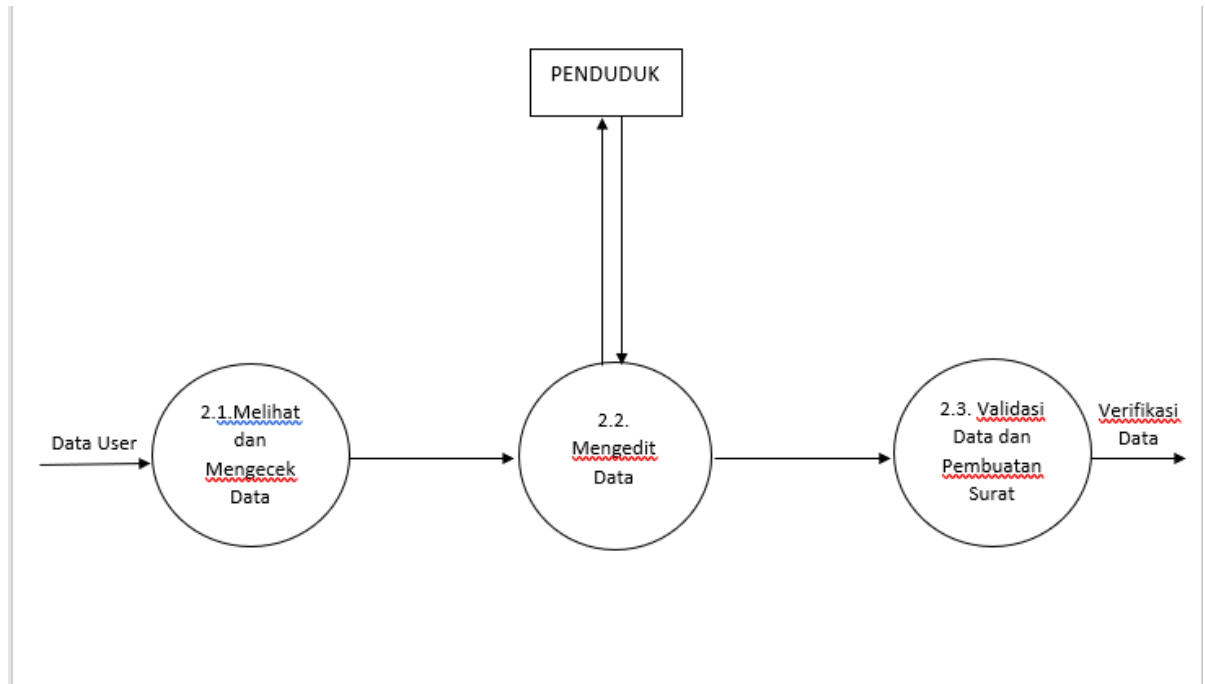 PENDUDUK
Data User
2.1.Melihat
dan
Mengecek
Data
2.2.
Mengedit
Data
2.3. Validasi
Data dan
Pembuatan
Surat
Verifikasi
Data